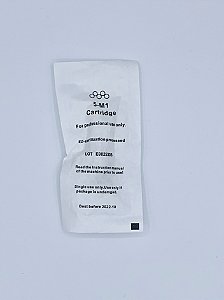 5-M1
Cartridge
For professional use only
EO-sterilization processed
LOT
Read the instruction manual
of the machine prior to use!
Single use only. Use only if
package is undamaged.
Best before 2022-10